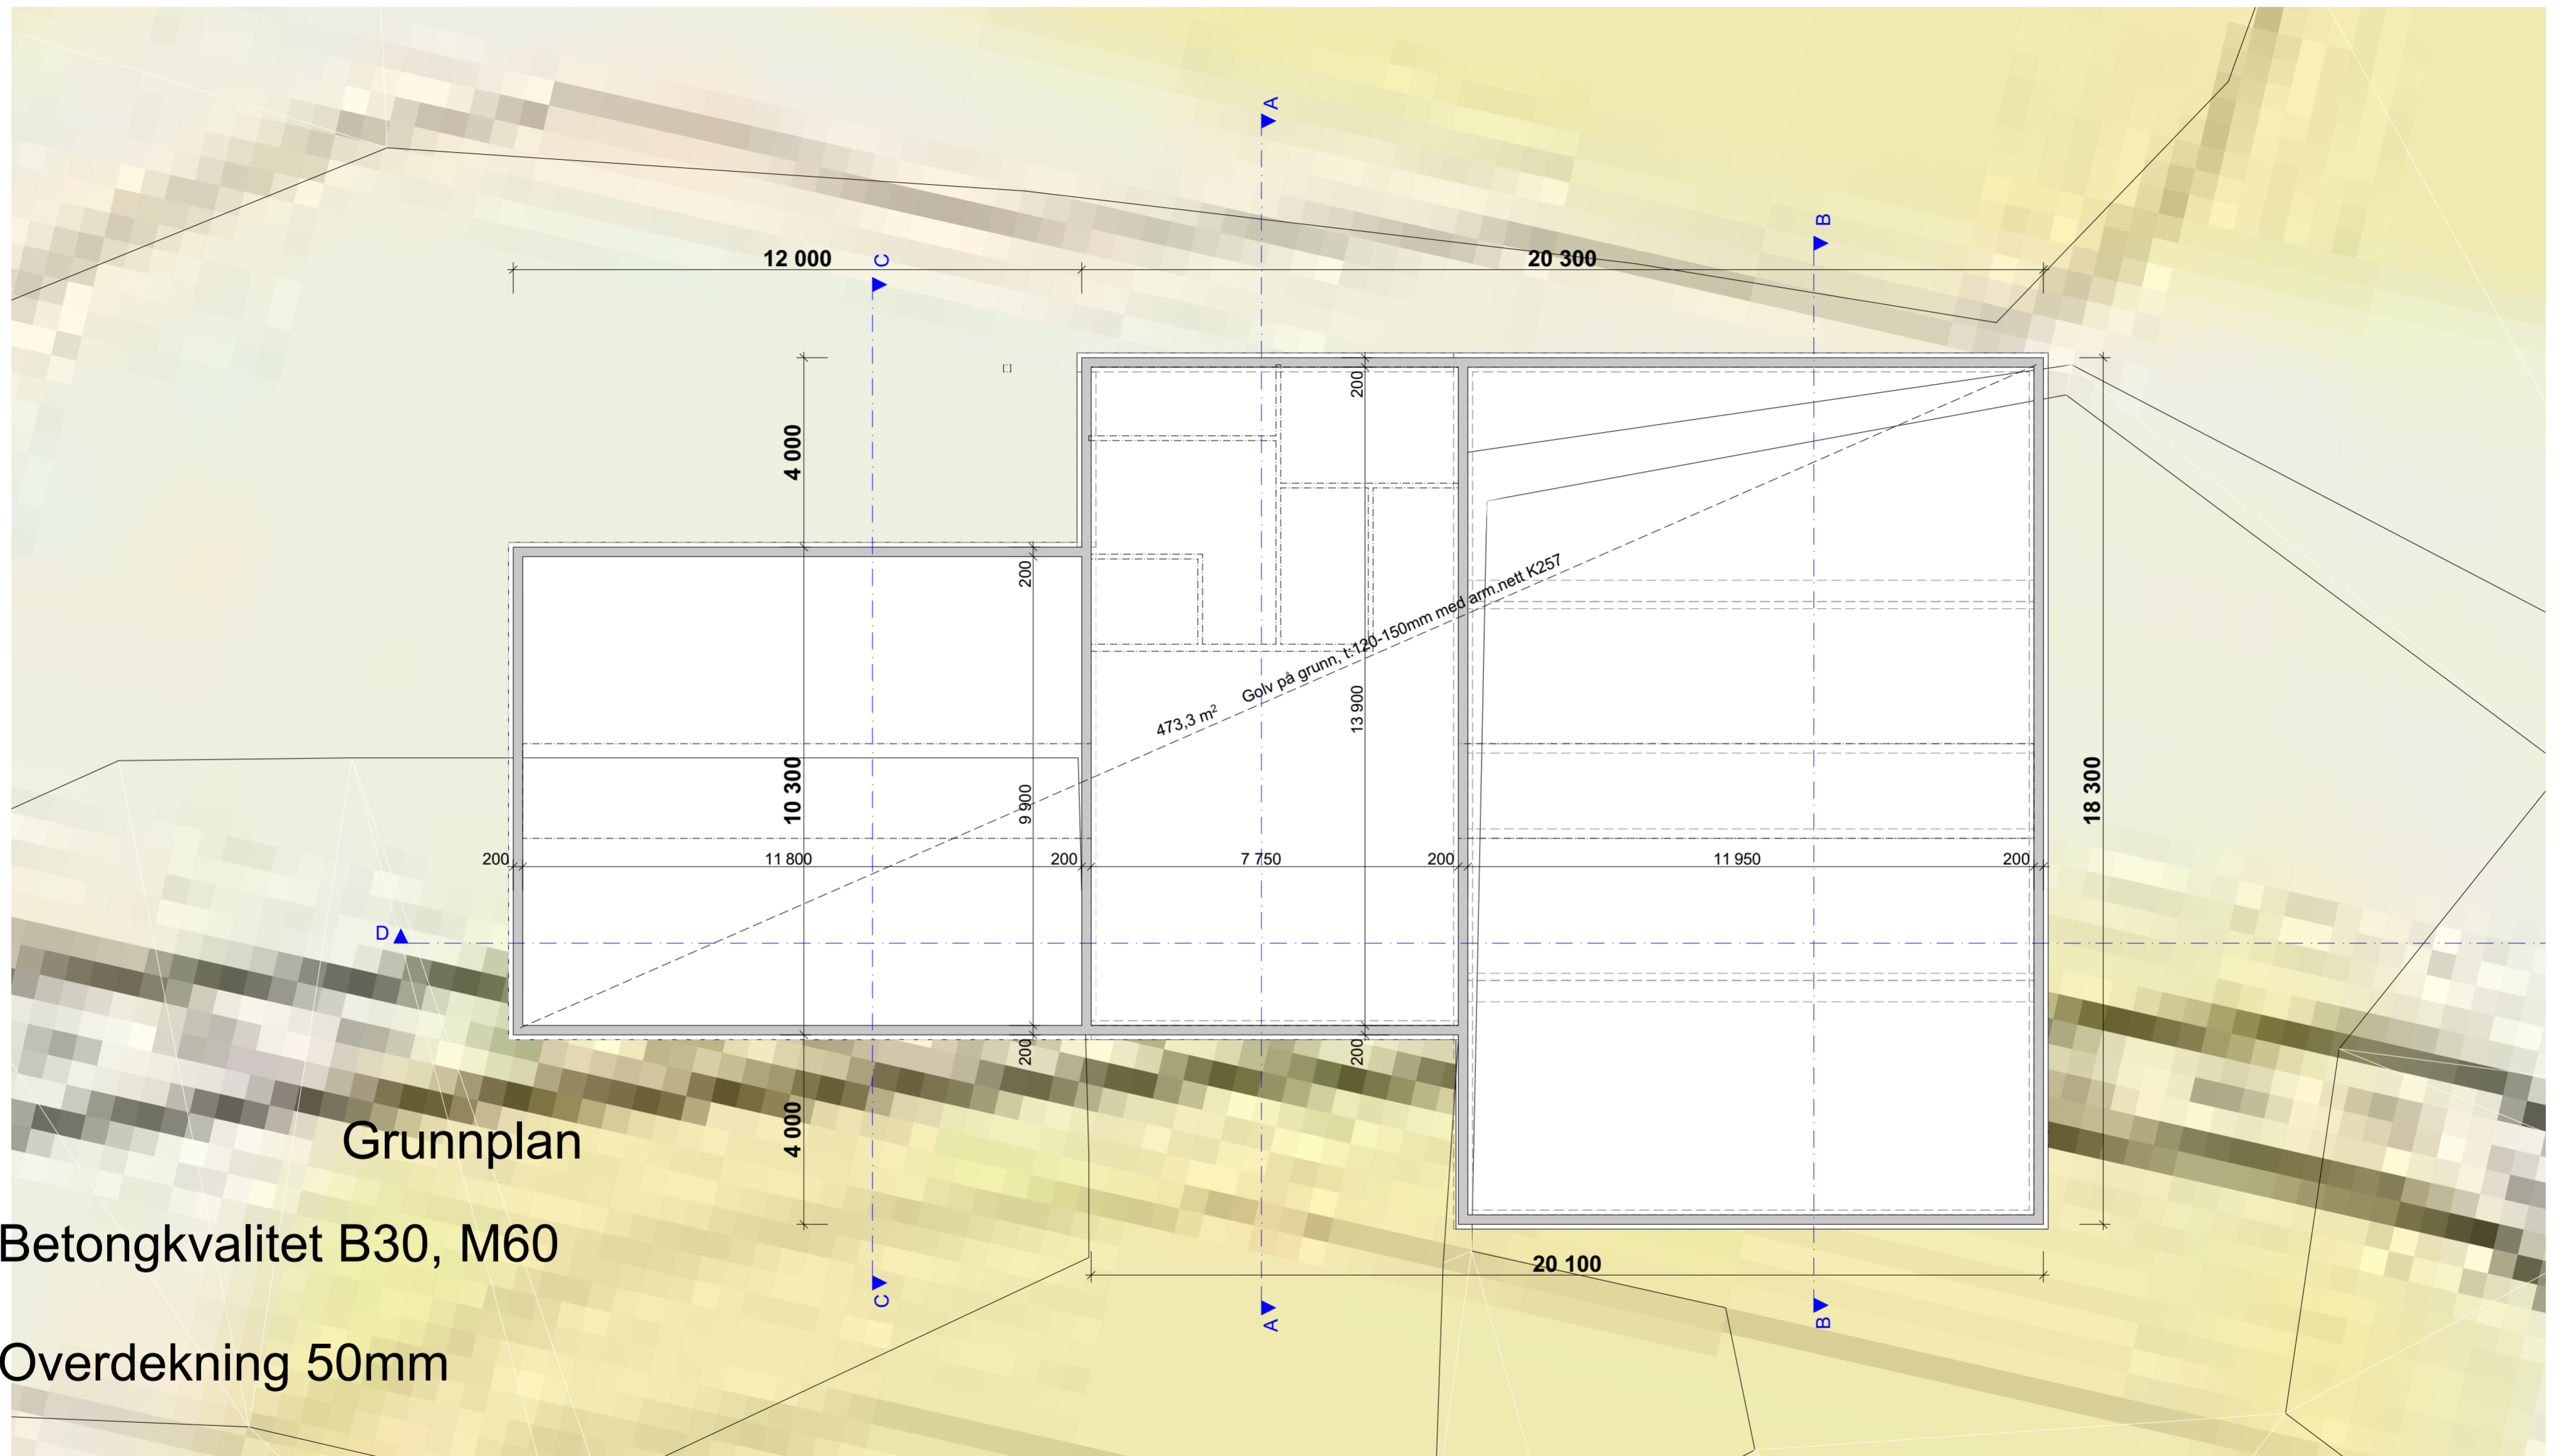 A
B
12 000
C
20 300
200
4 000
200
Golv på grunn, t:120-150mm med arm.nett K257
473,3 m²
13 900
10 300
9 900
18 300
200
11 800
200
7 750
200
11 950
200
D
200
200
4 000
Grunnplan
Betongkvalitet B30, M60
20 100
C
A
B
Overdekning 50mm